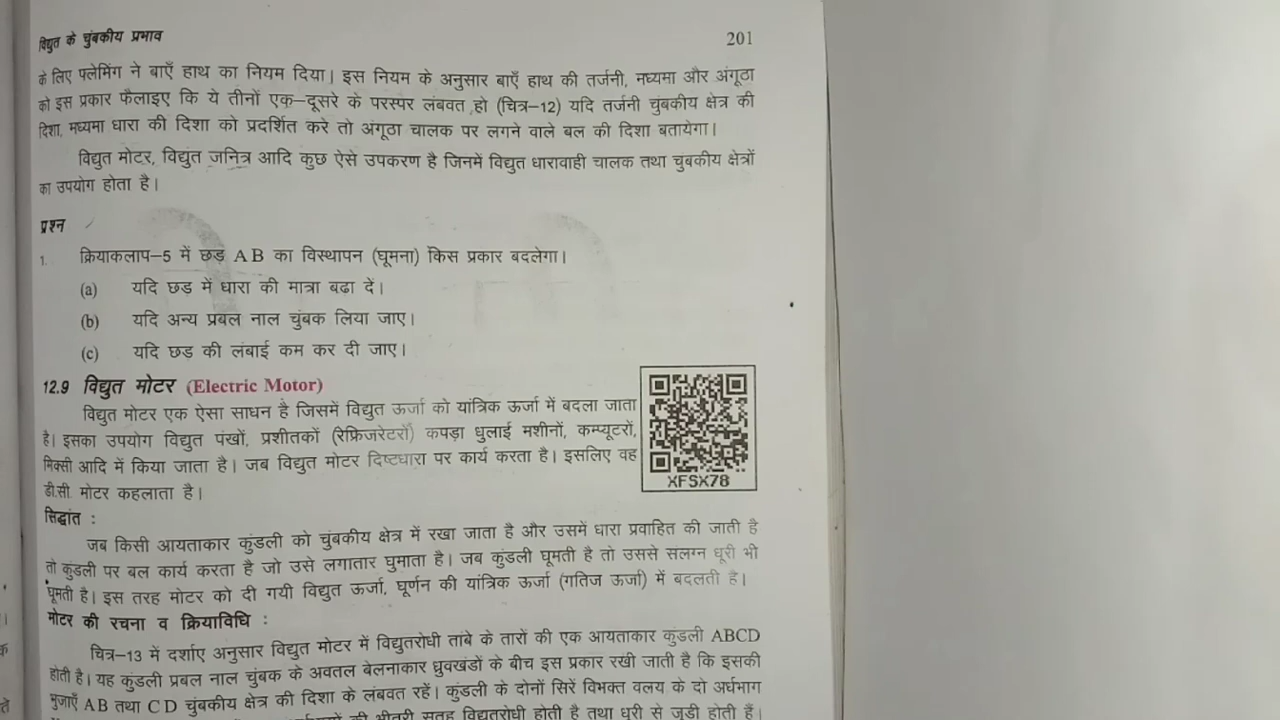 विद्युत के चुंबकीय प्रभाव
201
के लिए फ्लेमिंग ने बाएँ हाथ का नियम दिया। इस नियम के अनुसार बाएँ हाथ की तर्जनी, मध्यमा और अंगूठा
को इस प्रकार फैलाइए कि ये तीनों एक–दूसरे के परस्पर लंबवत हो (चित्र–12) यदि तर्जनी चुंबकीय क्षेत्र की
दिशा, मध्यमा धारा की दिशा को प्रदर्शित करे तो अंगूठा चालक पर लगने वाले बल की दिशा बतायेगा।
विद्युत मोटर, विद्युत जनित्र आदि कुछ ऐसे उपकरण है जिनमें विद्युत धारावाही चालक तथा चुंबकीय क्षेत्रों
का उपयोग होता है।
प्रश्न
1. क्रियाकलाप–5 में छड़ A B का विस्थापन (घूमना) किस प्रकार बदलेगा।
(a) यदि छड़ में धारा की मात्रा बढ़ा दें।
(b) यदि अन्य प्रबल नाल चुंबक लिया जाए।
(c) यदि छड़ की लंबाई कम कर दी जाए।
12.9 विद्युत मोटर (Electric Motor)
विद्युत मोटर एक ऐसा साधन है जिसमें विद्युत ऊर्जा को यांत्रिक ऊर्जा में बदला जाता
है। इसका उपयोग विद्युत पंखों, प्रशीतकों (रेफ्रिजरेटरों) कपड़ा धुलाई मशीनों, कम्प्यूटरों,
मिक्सी आदि में किया जाता है। जब विद्युत मोटर दिष्टधारा पर कार्य करता है। इसलिए वह
डी.सी. मोटर कहलाता है।
XFSX78
सिद्धांत :
जब किसी आयताकार कुंडली को चुंबकीय क्षेत्र में रखा जाता है और उसमें धारा प्रवाहित की जाती है
तो कुंडली पर बल कार्य करता है जो उसे लगातार घुमाता है। जब कुंडली घूमती है तो उससे संलग्न धूरी भी
घूमती है। इस तरह मोटर को दी गयी विद्युत ऊर्जा, घूर्णन की यांत्रिक ऊर्जा (गतिज ऊर्जा) में बदलती है।
मोटर की रचना व क्रियाविधि :
चित्र–13 में दर्शाए अनुसार विद्युत मोटर में विद्युतरोधी तांबे के तारों की एक आयताकार कुंडली ABCD
होती है। यह कुंडली प्रबल नाल चुंबक के अवतल बेलनाकार ध्रुवखंडों के बीच इस प्रकार रखी जाती है कि इसकी
भुजाएँ AB तथा C D चुंबकीय क्षेत्र की दिशा के लंबवत रहें। कुंडली के दोनों सिरें विभक्त वलय के दो अर्धभाग
की भीतरी सतह विद्युतरोधी होती है तथा धुरी से जुड़ी होती हैं।